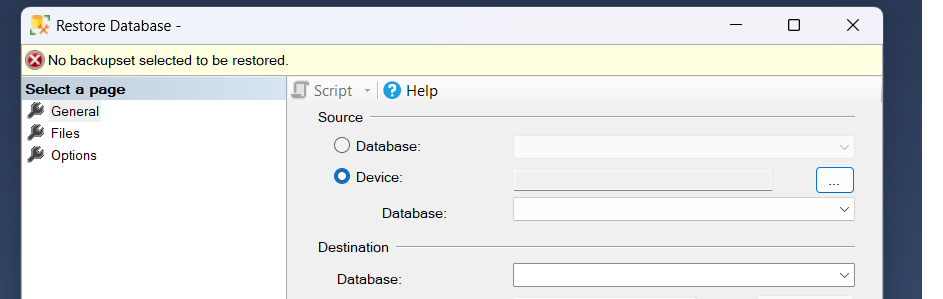 Restore Database -
No backupset selected to be restored.
Select a page
General
Files
Options
Script
Help
Source
Database:
Device:
...
Database:
Destination
Database: